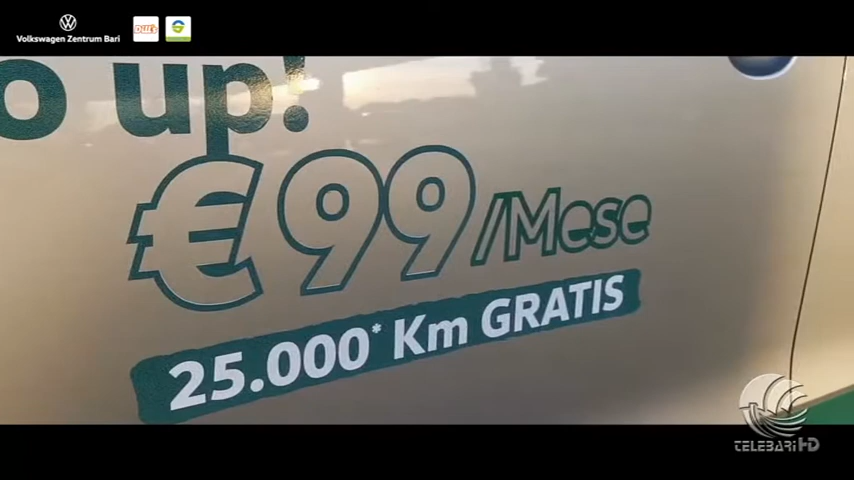 Volkswagen Zentrum Bari
o up!
€ 99/Mese
25.000* Km GRATIS
TELEBARI HD